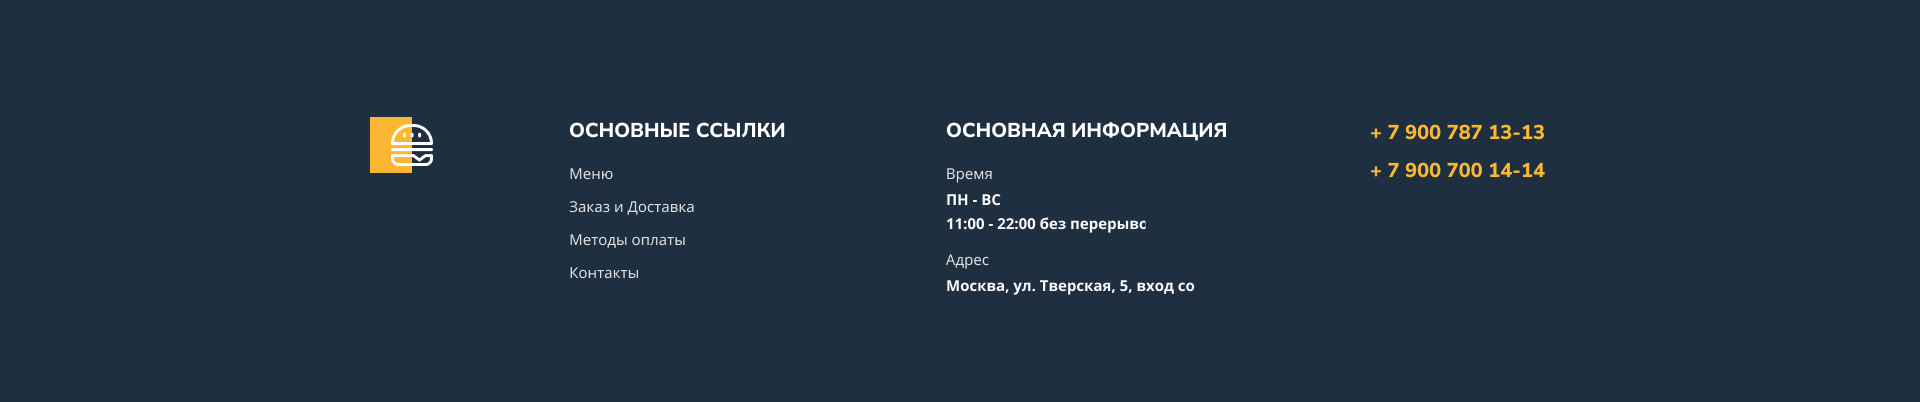 ОСНОВНЫЕ ССЫЛКИ
Меню
Заказ и Доставка
Методы оплаты
Контакты
ОСНОВНАЯ ИНФОРМАЦИЯ
Время
ПН - ВС
11:00 - 22:00 без
Адрес
Москва, ул. Тверская, 5, вход со
+ 7 900 787 13-13
+ 7 900 700 14-14